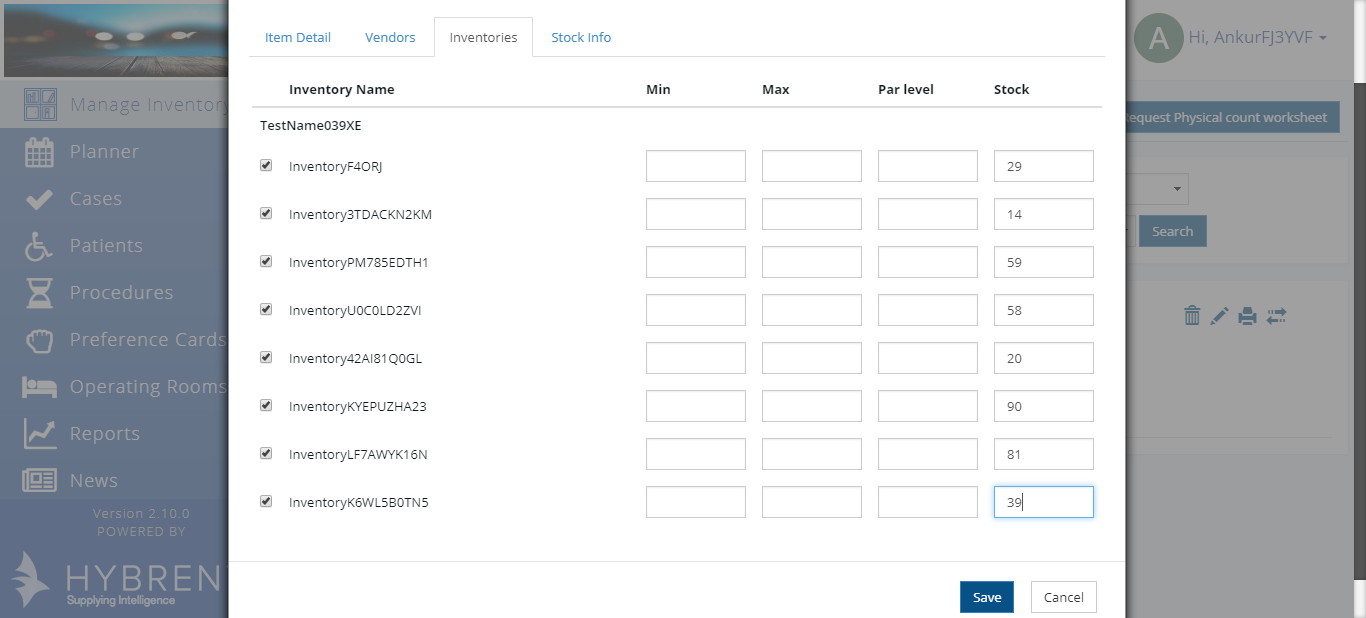 Item Detail Vendors Inventories Stock Info
A Hi, AnkurFJ3YVF
Manage Inventory
Planner
Cases
Patients
Procedures
Preference Cards
Operating Rooms
Reports
News
Version 2.10.0
POWERED BY
HYBREN
Supplying Intelligence
Inventory Name Min Max Par level Stock
TestName039XE
InventoryF4ORJ 29
Inventory3TDACKN2KM 14
InventoryPM785EDTH1 59
InventoryU0C0LD2ZVI 58
Inventory42AI81Q0GL 20
InventoryKYEPUZHA23 90
InventoryLF7AWYK16N 81
InventoryK6WL5B0TN5 39
Save Cancel
equest Physical count worksheet
Search